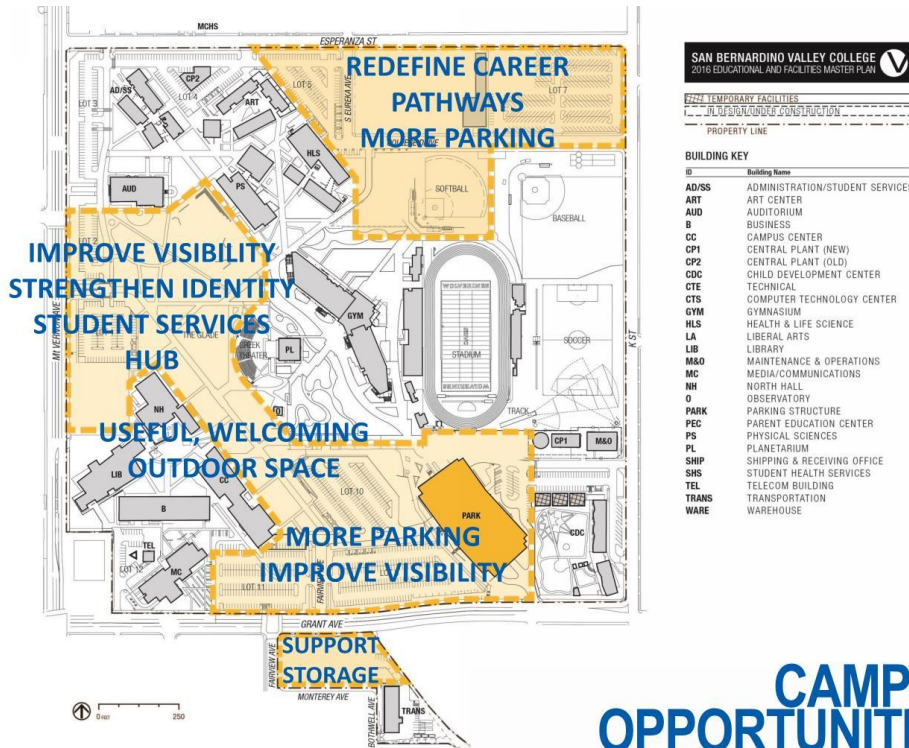 MCHS
ESPERANZA ST
REDEFINE CAREER
PATHWAYS
MORE PARKING
CP2
AD/SS
LOT 4
LOT 3
ART
LOT 5
S EUREKA AVE
LOT 7
HLS
PS
AUD
SOFTBALL
BASEBALL
LOT 2
IMPROVE VISIBILITY
STRENGTHEN IDENTITY
STUDENT SERVICES
HUB
MT VERNON AVE
THE GLADE
GREEK
THEATER
PL
GYM
WOLVERINES
STADIUM
SOCCER
K ST
TRACK
O
NH
USEFUL, WELCOMING
OUTDOOR SPACE
LIB
CC
LOT 10
CP1
M&O
B
PARK
CDC
MORE PARKING
IMPROVE VISIBILITY
TEL
MC
LOT 12
LOT 11
FAIRVIEW
GRANT AVE
SUPPORT
STORAGE
FAIRVIEW AVE
MONTEREY AVE
BOTHWELL AVE
TRANS
0 FEET 250
SAN BERNARDINO VALLEY COLLEGE
2016 EDUCATIONAL AND FACILITIES MASTER PLAN
V
TEMPORARY FACILITIES
IN DESIGN/UNDER CONSTRUCTION
PROPERTY LINE
BUILDING KEY
ID Building Name
AD/SS ADMINISTRATION/STUDENT SERVICES
ART ART CENTER
AUD AUDITORIUM
B BUSINESS
CC CAMPUS CENTER
CP1 CENTRAL PLANT (NEW)
CP2 CENTRAL PLANT (OLD)
CDC CHILD DEVELOPMENT CENTER
CTE TECHNICAL
CTS COMPUTER TECHNOLOGY CENTER
GYM GYMNASIUM
HLS HEALTH & LIFE SCIENCE
LA LIBERAL ARTS
LIB LIBRARY
M&O MAINTENANCE & OPERATIONS
MC MEDIA/COMMUNICATIONS
NH NORTH HALL
O OBSERVATORY
PARK PARKING STRUCTURE
PEC PARENT EDUCATION CENTER
PS PHYSICAL SCIENCES
PL PLANETARIUM
SHIP SHIPPING & RECEIVING OFFICE
SHS STUDENT HEALTH SERVICES
TEL TELECOM BUILDING
TRANS TRANSPORTATION
WARE WAREHOUSE
CAMP
OPPORTUNITI